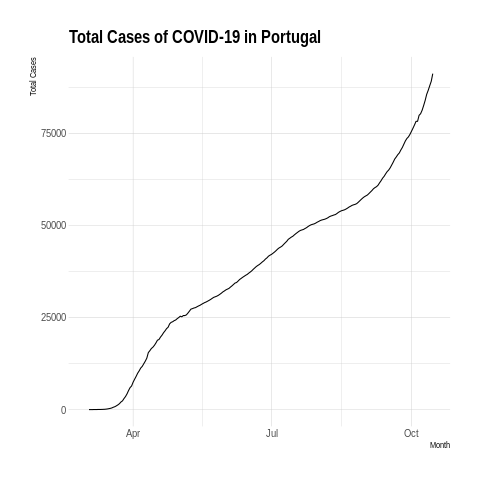 Total Cases of COVID-19 in Portugal
Total Cases
75000
50000
25000
0
Apr Jul Oct
Month